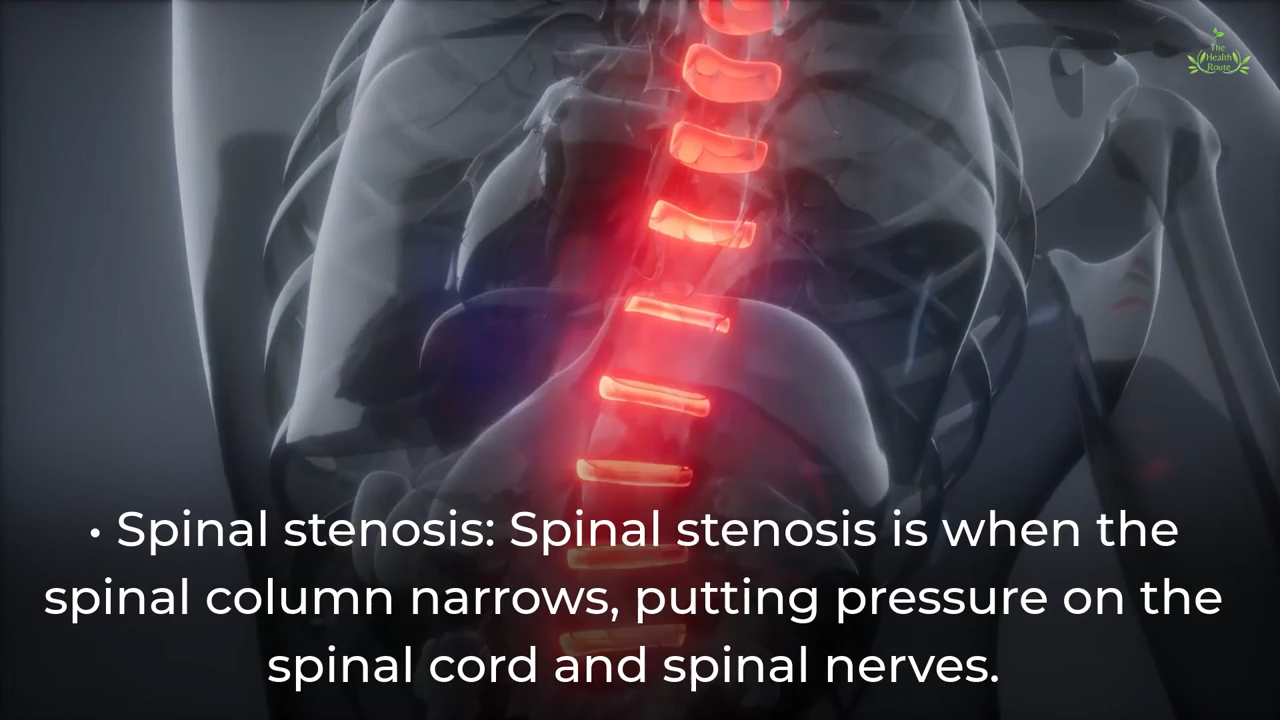 The
Health
Route
• Spinal stenosis: Spinal stenosis is when the
spinal column narrows, putting pressure on the
spinal cord and spinal nerves.